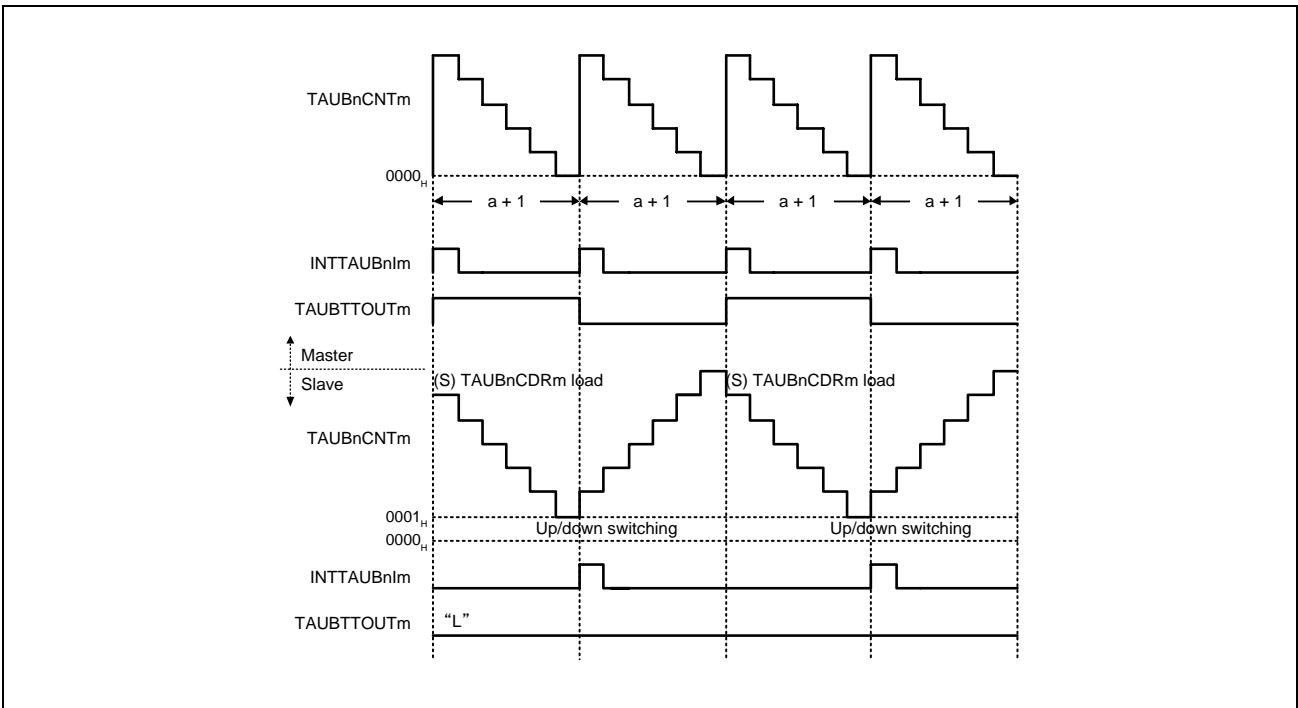 TAUBnCNTm
0000H
a + 1 a + 1 a + 1 a + 1
INTTAUBnIm
TAUBTTOUTm
Master
Slave
(S) TAUBnCDRm load (S) TAUBnCDRm load
TAUBnCNTm
0001H
Up/down switching Up/down switching
0000H
INTTAUBnIm
TAUBTTOUTm “L”